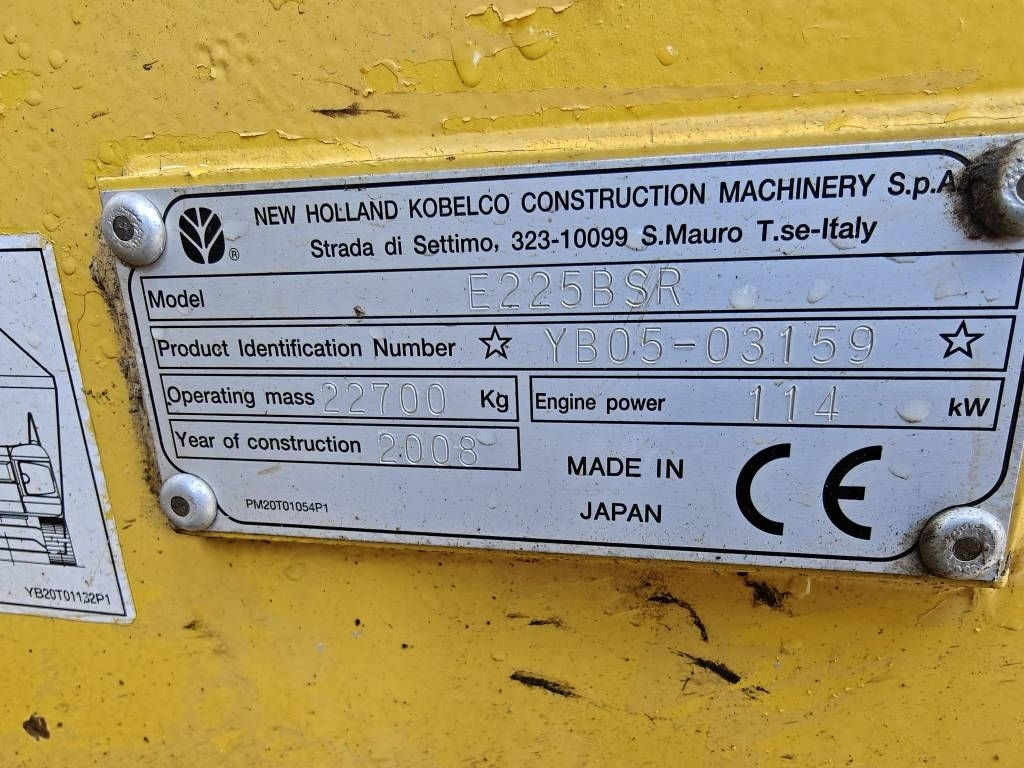 NEW HOLLAND KOBELCO CONSTRUCTION MACHINERY S.p.A
Strada di Settimo, 323-10099 S.Mauro T.se-Italy
Model E225BSR
Product Identification Number ☆ YB05-03159 ☆
Operating mass 22700 Kg Engine power 114 kW
Year of construction 2008
MADE IN
JAPAN
CE
PM20T01054P1
YB20T01132P1